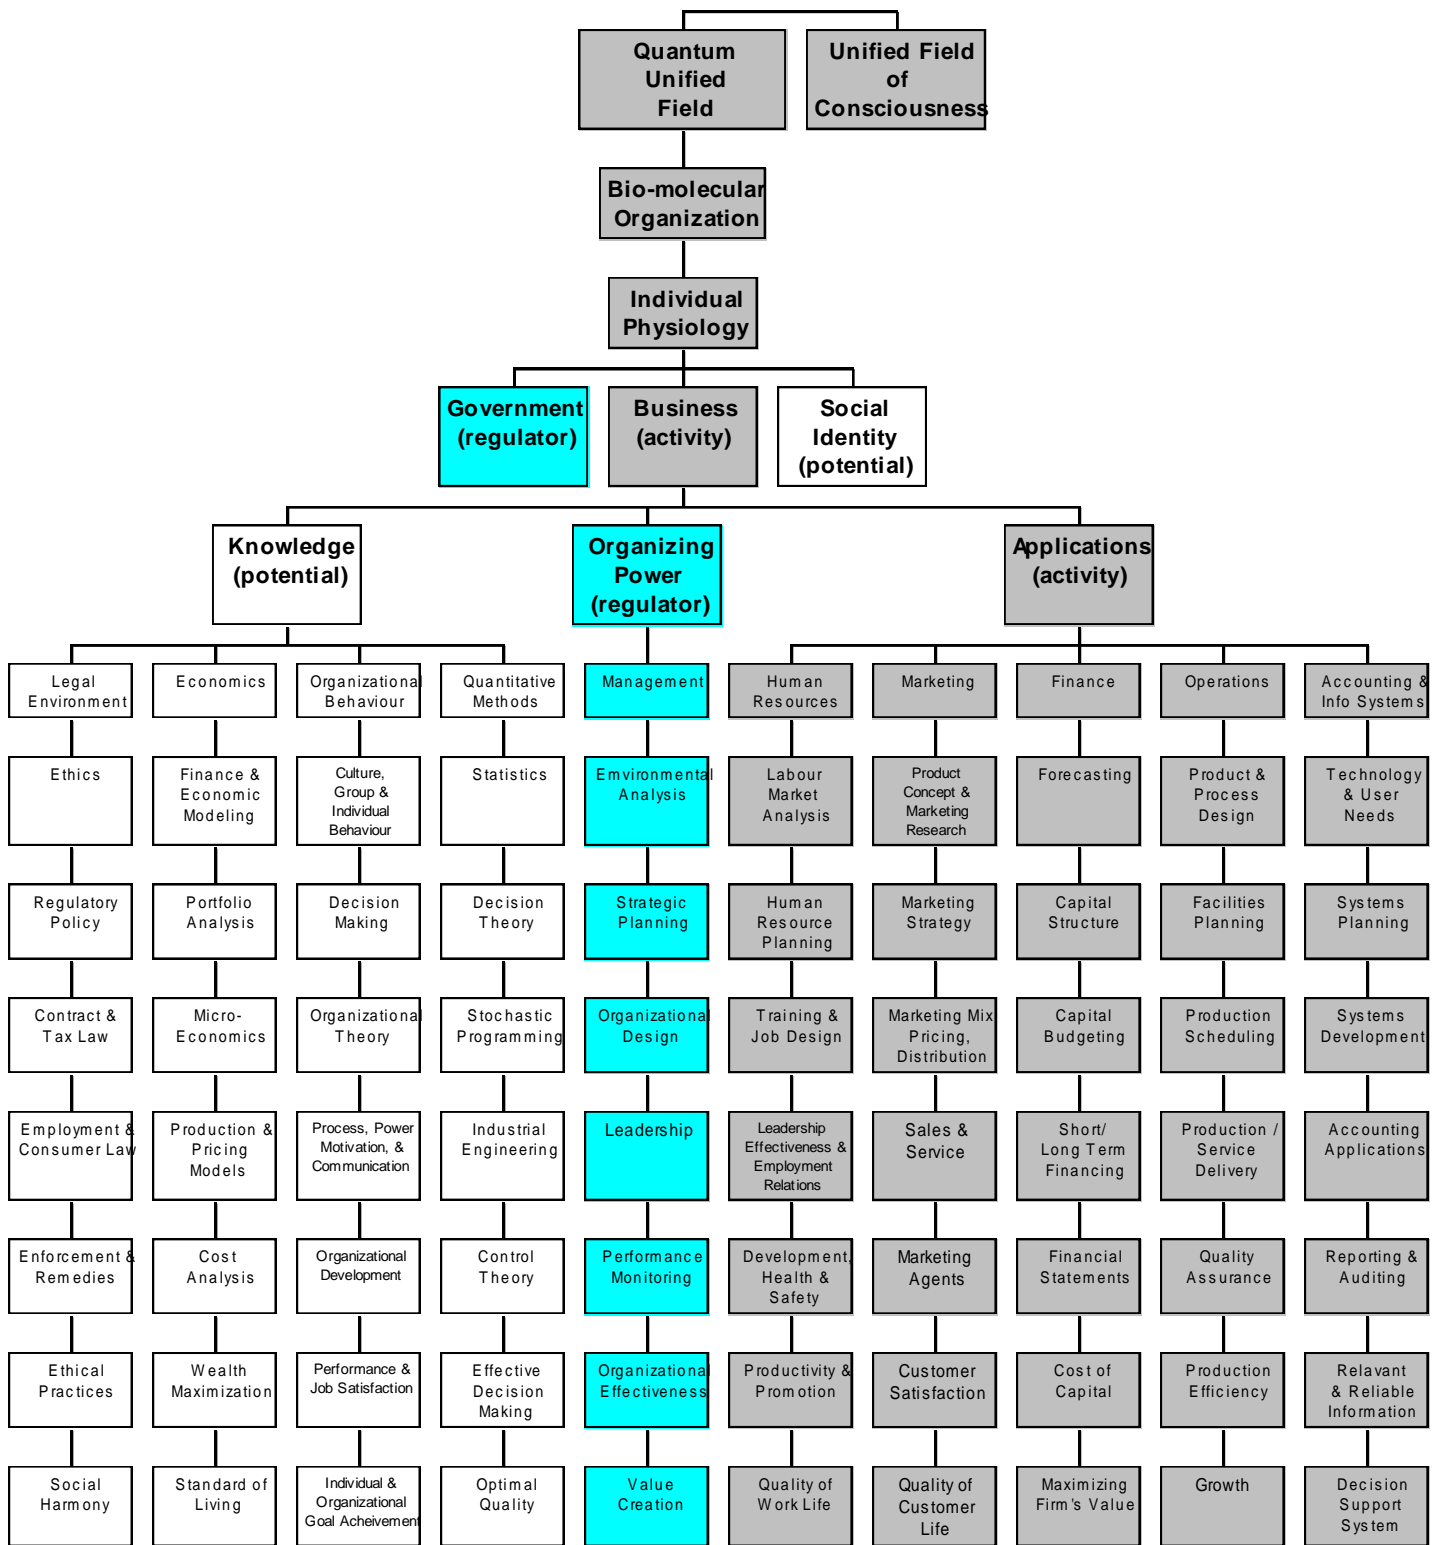 Quantum
Unified
Field
Unified Field
of
Consciousness
Bio-molecular
Organization
Individual
Physiology
Government
(regulator)
Business
(activity)
Social
Identity
(potential)
Knowledge
(potential)
Organizing
Power
(regulator)
Applications
(activity)
Legal
Environment
Economics
Organizational
Behaviour
Quantitative
Methods
Management
Human
Resources
Marketing
Finance
Operations
Accounting &
Info Systems
Ethics
Finance &
Economic
Modeling
Culture,
Group &
Individual
Behaviour
Statistics
Emvironmental
Analysis
Labour
Market
Analysis
Product
Concept &
Marketing
Research
Forecasting
Product &
Process
Design
Technology
& User
Needs
Regulatory
Policy
Portfolio
Analysis
Decision
Making
Decision
Theory
Strategic
Planning
Human
Resource
Planning
Marketing
Strategy
Capital
Structure
Facilities
Planning
Systems
Planning
Contract &
Tax Law
Micro-
Economics
Organizational
Theory
Stochastic
Programming
Organizational
Design
Training &
Job Design
Marketing Mix
Pricing,
Distribution
Capital
Budgeting
Production
Scheduling
Systems
Development
Employment &
Consumer Law
Production &
Pricing
Models
Process, Power
Motivation, &
Communication
Industrial
Engineering
Leadership
Leadership
Effectiveness &
Employment
Relations
Sales &
Service
Short/
Long Term
Financing
Production /
Service
Delivery
Accounting
Applications
Enforcement &
Remedies
Cost
Analysis
Organizational
Development
Control
Theory
Performance
Monitoring
Development,
Health &
Safety
Marketing
Agents
Financial
Statements
Quality
Assurance
Reporting &
Auditing
Ethical
Practices
Wealth
Maximization
Performance &
Job Satisfaction
Effective
Decision
Making
Organizational
Effectiveness
Productivity &
Promotion
Customer
Satisfaction
Cost of
Capital
Production
Efficiency
Relavant
& Reliable
Information
Social
Harmony
Standard of
Living
Individual &
Organizational
Goal Acheivement
Optimal
Quality
Value
Creation
Quality of
Work Life
Quality of
Customer
Life
Maximizing
Firm's Value
Growth
Decision
Support
System